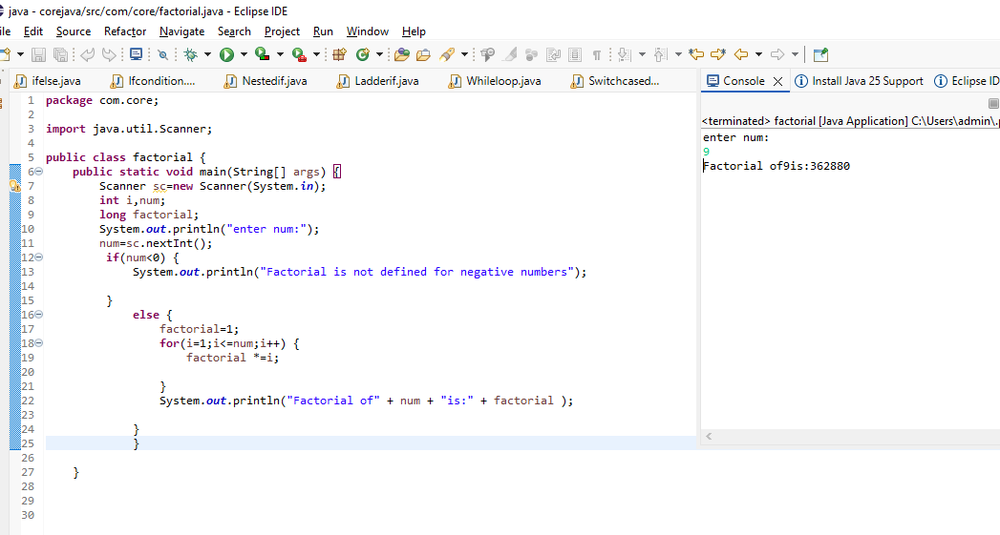 java - corejava/src/com/core/factorial.java - Eclipse IDE
ile Edit Source Refactor Navigate Search Project Run Window Help
ifelse.java Ifcondition.... Nestedif.java Ladderif.java Whileloop.java Switchcased...
1 package com.core;
2
3 import java.util.Scanner;
4
5 public class factorial {
6 public static void main(String[] args) {
7 Scanner sc=new Scanner(System.in);
8 int i,num;
9 long factorial;
10 System.out.println("enter num:");
11 num=sc.nextInt();
12 if(num<0) {
13 System.out.println("Factorial is not defined for negative numbers");
14
15 }
16 else {
17 factorial=1;
18 for(i=1;i<=num;i++) {
19 factorial *=i;
20
21 }
22 System.out.println("Factorial of" + num + "is:" + factorial );
23
24 }
25 }
26
27 }
28
29
30
Console Install Java 25 Support Eclipse ID
<terminated> factorial [Java Application] C:\Users\admin\.p
enter num:
9
Factorial of9is:362880